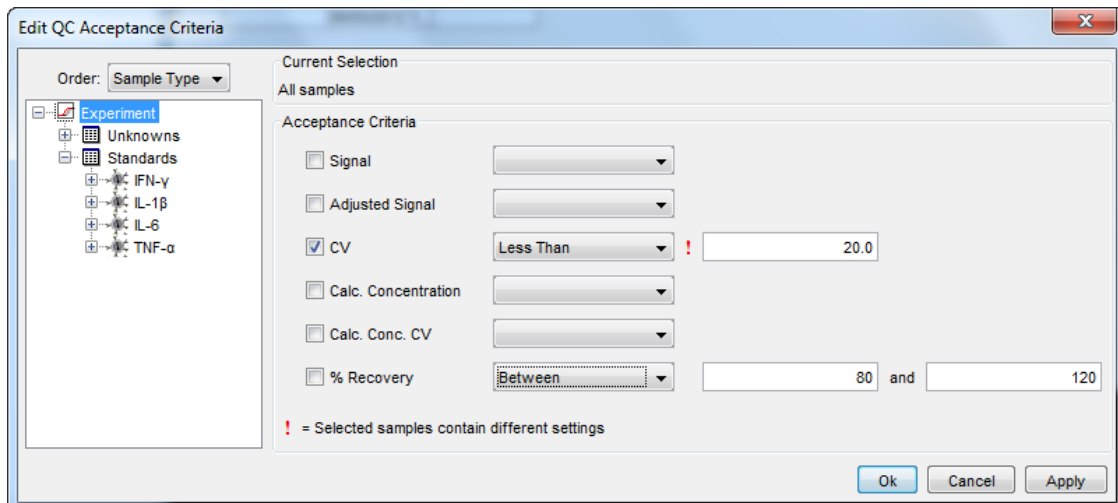 Edit QC Acceptance Criteria
x
Order: Sample Type
Experiment
Unknowns
Standards
IFN-γ
IL-1β
IL-6
TNF-α
Current Selection
All samples
Acceptance Criteria
Signal
Adjusted Signal
CV Less Than ! 20.0
Calc. Concentration
Calc. Conc. CV
% Recovery Between 80 and 120
! = Selected samples contain different settings
Ok Cancel Apply